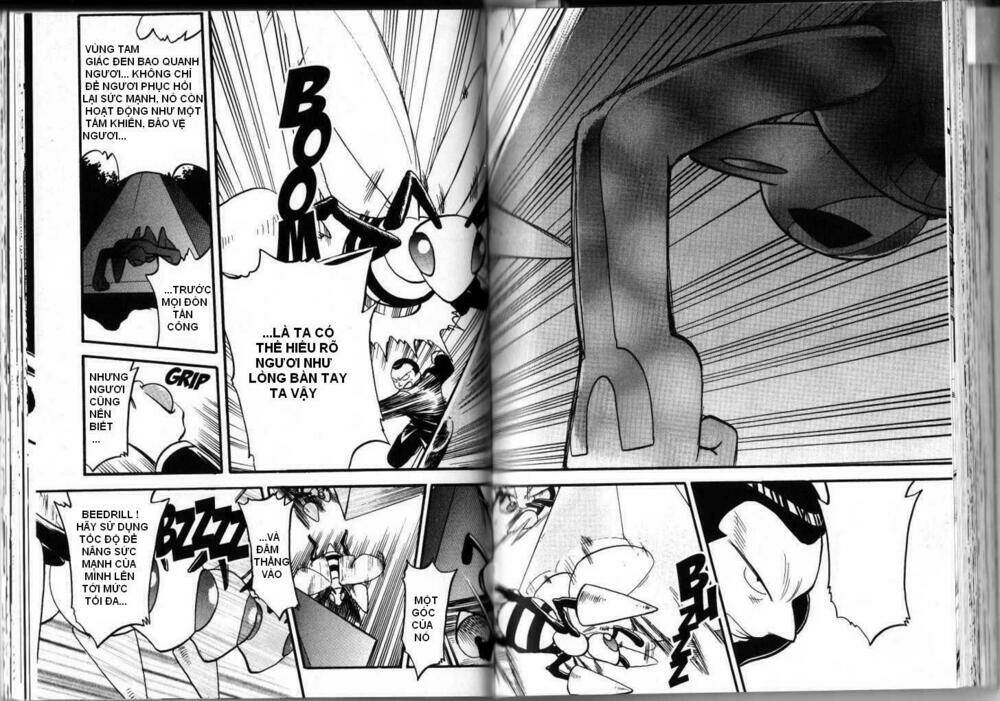 VÙNG TAM
GIÁC ĐEN BAO QUANH
NGƯƠI... KHÔNG CHỈ
ĐỂ NGƯƠI PHỤC HỒI
LẠI SỨC MẠNH, NÓ CÒN
HOẠT ĐỘNG NHƯ MỘT
TẤM KHIÊN, BẢO VỆ
NGƯƠI...
...TRƯỚC
MỌI ĐÒN
TẤN
CÔNG
NHƯNG
NGƯƠI
CŨNG
NÊN
BIẾT
...
GRIP
BOOM
...LÀ TA CÓ
THỂ HIỂU RÕ
NGƯƠI NHƯ
LÒNG BÀN TAY
TA VẬY
BEEDRILL !
HÃY SỬ DỤNG
TỐC ĐỘ ĐỂ
NÂNG SỨC
MẠNH CỦA
MÌNH LÊN
TỚI MỨC
TỐI ĐA...
BZZZZ
...VÀ
ĐÂM
THẲNG
VÀO
MỘT
GÓC
CỦA
NÓ
BUZZZ